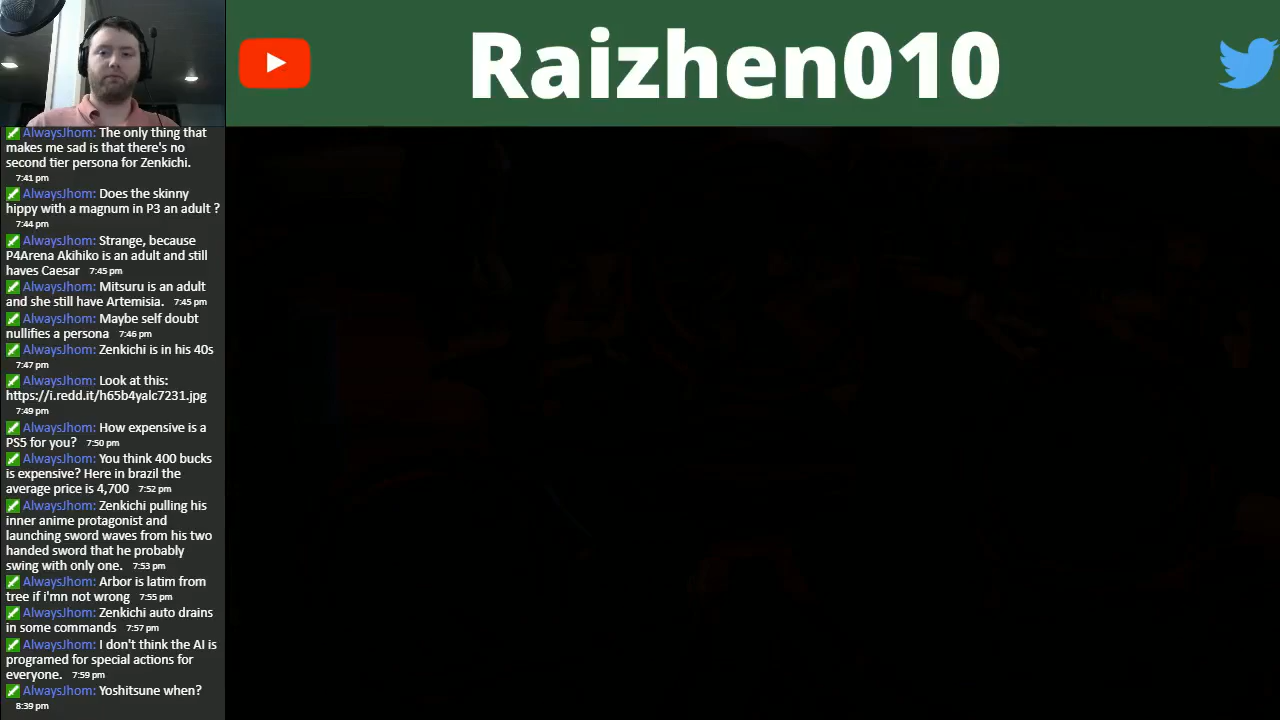 Raizhen010
AlwaysJhom: The only thing that
makes me sad is that there's no
second tier persona for Zenkichi.
7:41 pm
AlwaysJhom: Does the skinny
hippy with a magnum in P3 an adult ?
7:44 pm
AlwaysJhom: Strange, because
P4Arena Akihiko is an adult and still
haves Caesar 7:45 pm
AlwaysJhom: Mitsuru is an adult
and she still have Artemisia. 7:45 pm
AlwaysJhom: Maybe self doubt
nullifies a persona 7:46 pm
AlwaysJhom: Zenkichi is in his 40s
7:47 pm
AlwaysJhom: Look at this:
https://i.redd.it/h65b4yalc7231.jpg
7:49 pm
AlwaysJhom: How expensive is a
PS5 for you? 7:50 pm
AlwaysJhom: You think 400 bucks
is expensive? Here in brazil the
average price is 4,700 7:52 pm
AlwaysJhom: Zenkichi pulling his
inner anime protagonist and
launching sword waves from his two
handed sword that he probably
swing with only one. 7:53 pm
AlwaysJhom: Arbor is latim from
tree if i'mn not wrong 7:55 pm
AlwaysJhom: Zenkichi auto drains
in some commands 7:57 pm
AlwaysJhom: I don't think the AI is
programed for special actions for
everyone. 7:59 pm
AlwaysJhom: Yoshitsune when?
8:39 pm